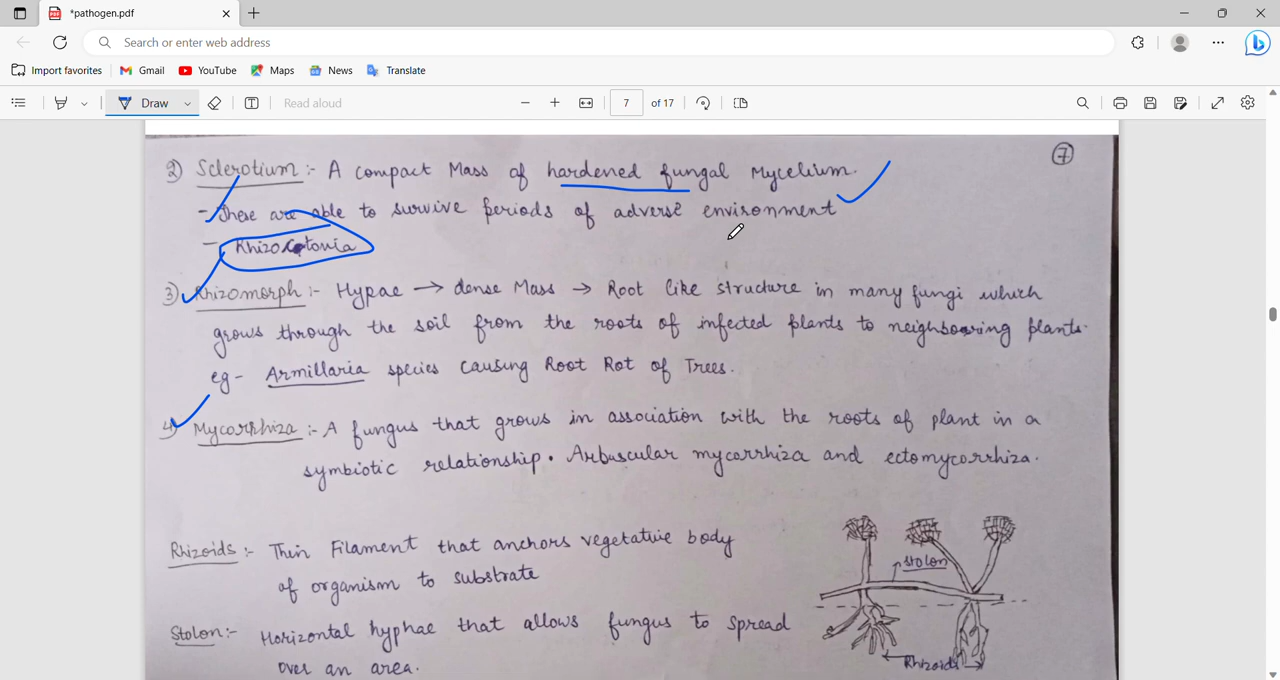 *pathogen.pdf
Search or enter web address
Import favorites Gmail YouTube Maps News Translate
Draw Read aloud 7 of 17
7
2) Sclerotium :- A compact Mass of hardened fungal Mycelium.
- These are able to survive periods of adverse environment
- Rhizoctonia
3) Rhizomorph :- Hypae → dense Mass → Root like structure in many fungi which
grows through the soil from the roots of infected plants to neighbooring plants.
eg - Armillaria species causing Root Rot of Trees.
4) Mycorrhiza :- A fungus that grows in association with the roots of plant in a
symbiotic relationship. Arbuscular mycorrhiza and ectomycorrhiza.
Rhizoids :- Thin Filament that anchors vegetative body
of organism to substrate
stolon
Stolon :- Horizontal hyphae that allows fungus to spread
over an area.
Rhizoids